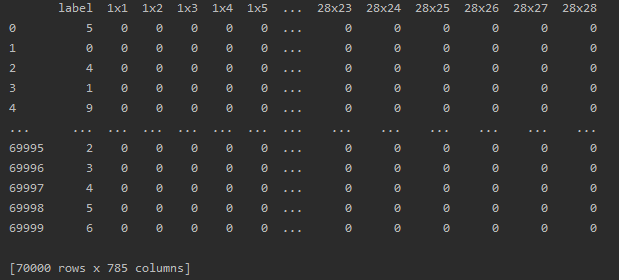 label 1x1 1x2 1x3 1x4 1x5 ... 28x23 28x24 28x25 28x26 28x27 28x28
0 5 0 0 0 0 0 ... 0 0 0 0 0 0
1 0 0 0 0 0 0 ... 0 0 0 0 0 0
2 4 0 0 0 0 0 ... 0 0 0 0 0 0
3 1 0 0 0 0 0 ... 0 0 0 0 0 0
4 9 0 0 0 0 0 ... 0 0 0 0 0 0
... ... ... ... ... ... ... ... ... ... ... ... ... ...
69995 2 0 0 0 0 0 ... 0 0 0 0 0 0
69996 3 0 0 0 0 0 ... 0 0 0 0 0 0
69997 4 0 0 0 0 0 ... 0 0 0 0 0 0
69998 5 0 0 0 0 0 ... 0 0 0 0 0 0
69999 6 0 0 0 0 0 ... 0 0 0 0 0 0
[70000 rows x 785 columns]